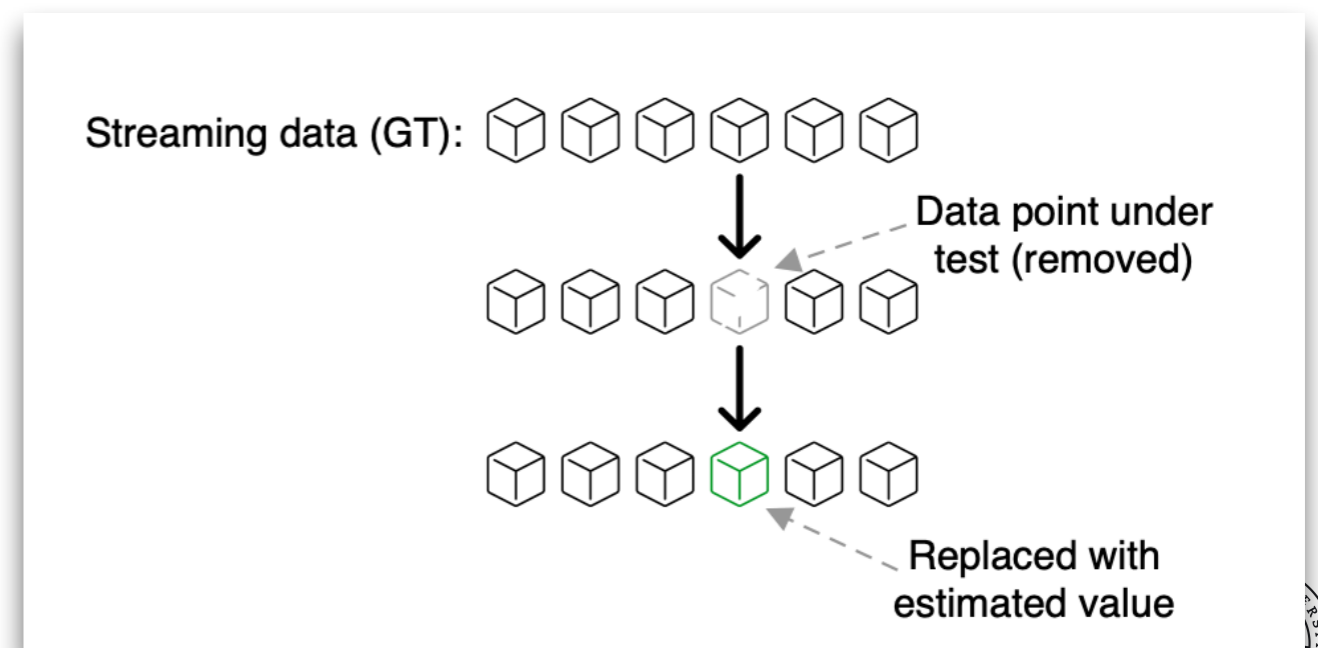 Streaming data (GT):
Data point under
test (removed)
Replaced with
estimated value